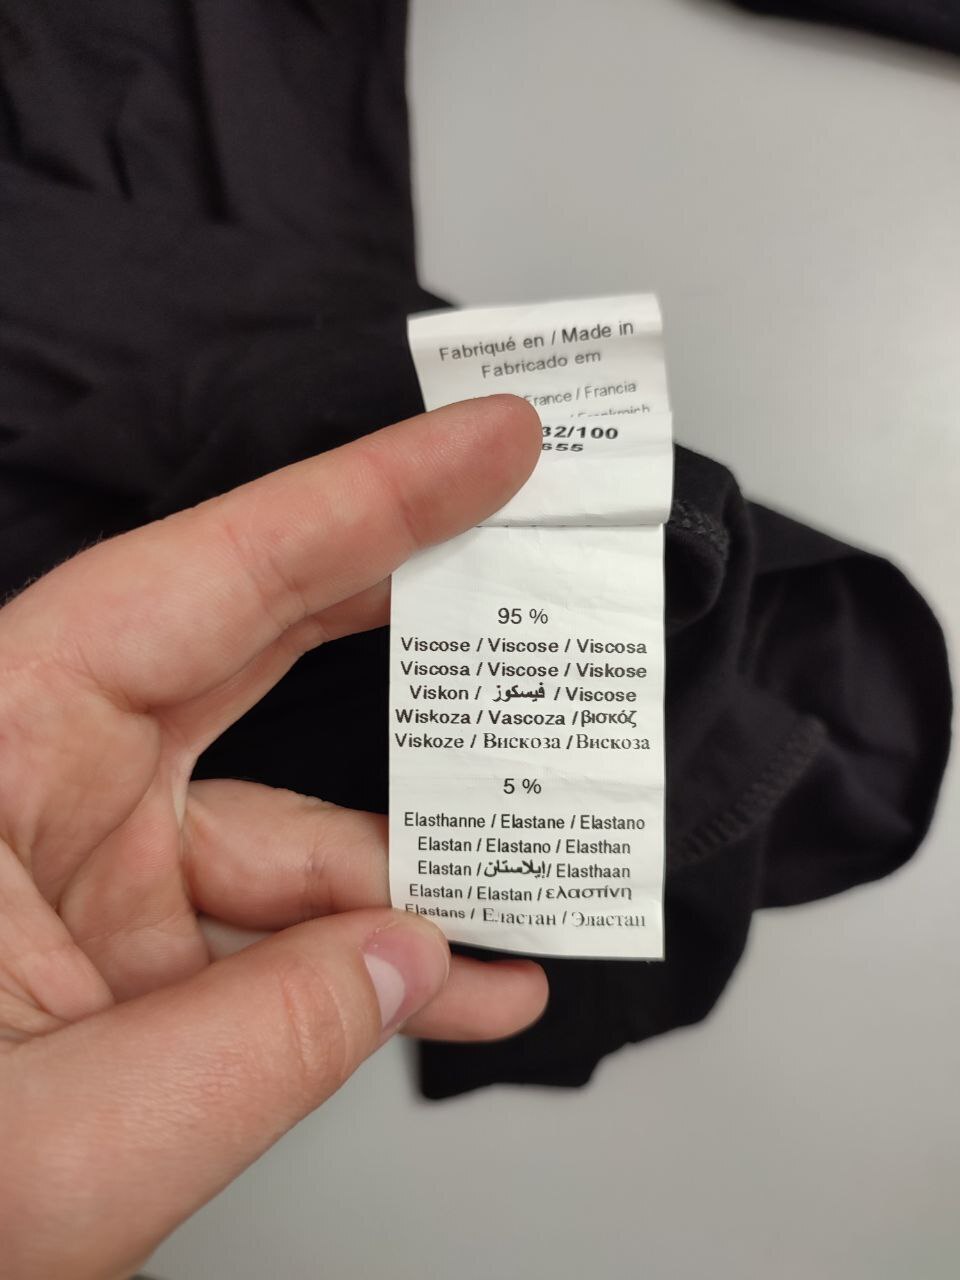 Fabriqué en / Made in
Fabricado em
France / Francia
32/100
655
95 %
Viscose / Viscose / Viscosa
Viscosa / Viscose / Viskose
Viskon / فيسكوز / Viscose
Wiskoza / Vascoza / βισκόζ
Viskoze / Вискоза / Вискоза
5 %
Elasthanne / Elastane / Elastano
Elastan / Elastano / Elasthan
Elastan / إيلاستان / Elasthaan
Elastan / Elastan / ελαστίνη
Elastans / Еластан / Эластан